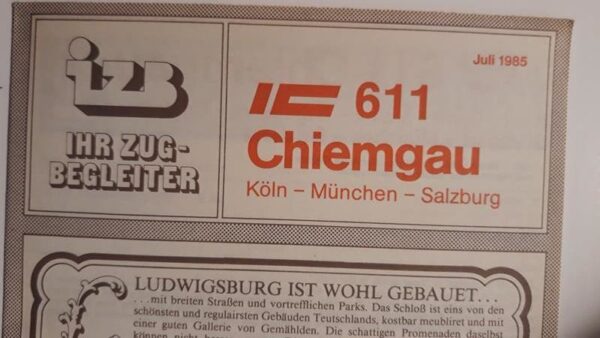 izb
IHR ZUG-
BEGLEITER
Juli 1985
IC 611
Chiemgau
Köln – München – Salzburg
LUDWIGSBURG IST WOHL GEBAUET...
...mit breiten Straßen und vortrefflichen Parks. Das Schloß ist eins von den
schönsten und regulairsten Gebäuden Teutschlands, kostbar meubliret und mit
einer guten Gallerie von Gemählden. Die schattigen Promenaden daselbst
können nicht